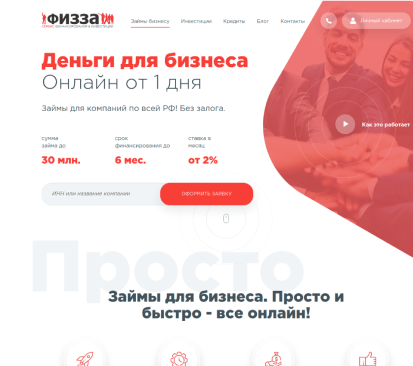 ФИЗЗА
Займы бизнесу
Инвестиции
Кредиты
Блог
Контакты
Личный кабинет
Деньги для бизнеса
Онлайн от 1 дня
Займы для компаний по всей РФ! Без залога.
сумма
займа до
30 млн.
срок
финансирования до
6 мес.
ставка в
месяц
от 2%
Как это работает
ИНН или название компании
ОФОРМИТЬ ЗАЯВКУ
Просто
Займы для бизнеса. Просто и
быстро - все онлайн!